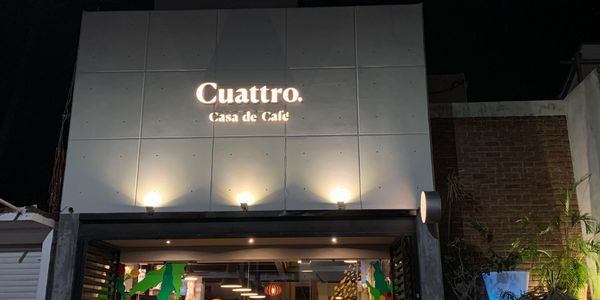 Cuattro.
Casa de Café